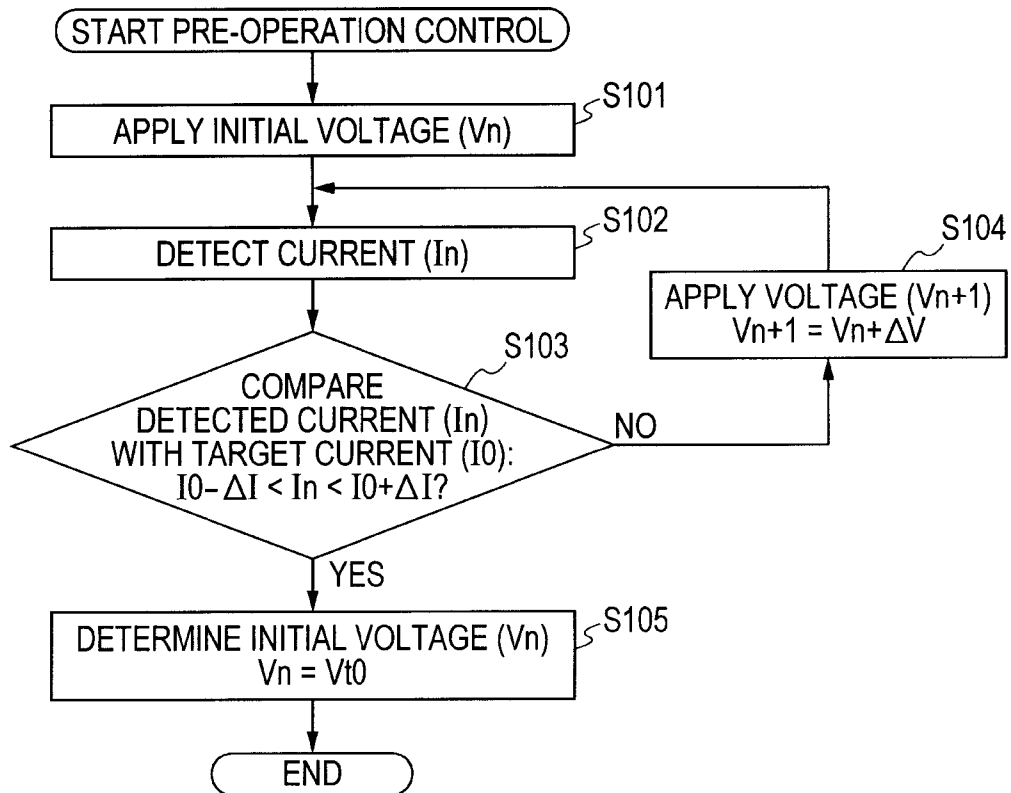 START PRE-OPERATION CONTROL
S101
APPLY INITIAL VOLTAGE (Vn)
S102
DETECT CURRENT (In)
S104
APPLY VOLTAGE (Vn+1)
Vn+1 = Vn+ΔV
S103
COMPARE
DETECTED CURRENT (In)
WITH TARGET CURRENT (I0):
I0-ΔI < In < I0+ΔI?
NO
YES
S105
DETERMINE INITIAL VOLTAGE (Vn)
Vn = Vt0
END